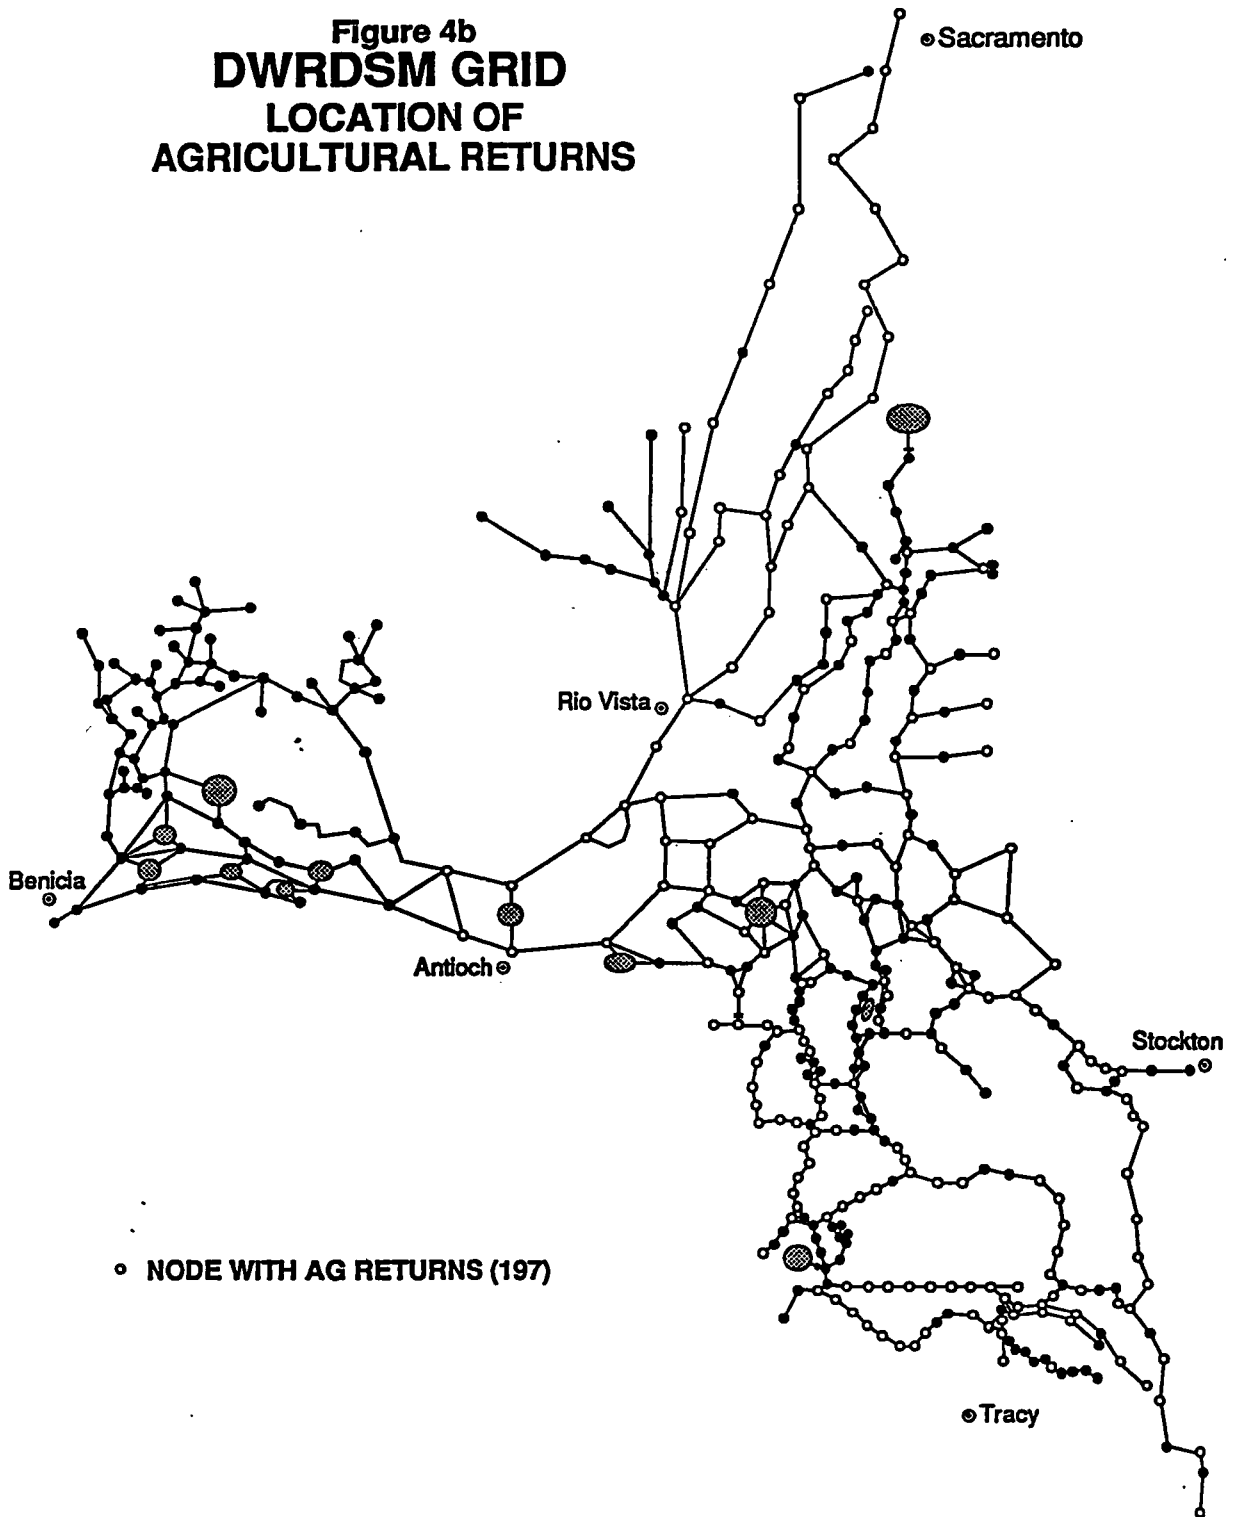 Figure 4b
DWRDSM GRID
LOCATION OF
AGRICULTURAL RETURNS
Sacramento
Rio Vista
Benicia
Antioch
Stockton
NODE WITH AG RETURNS (197)
Tracy